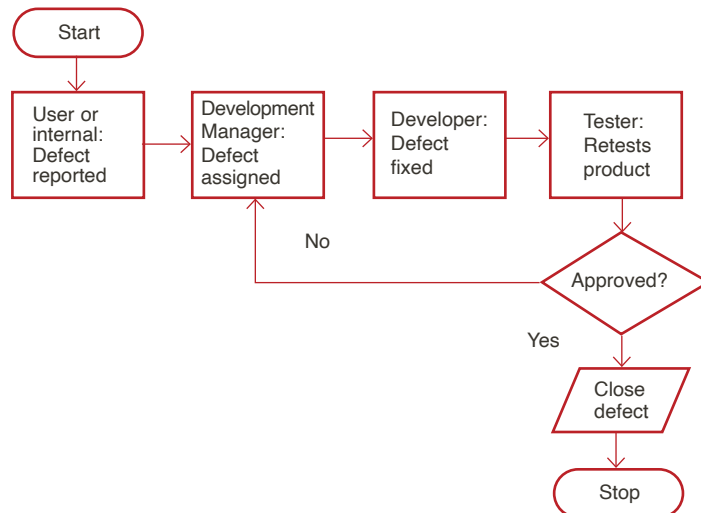 Start
User or
internal:
Defect
reported
Development
Manager:
Defect
assigned
Developer:
Defect
fixed
Tester:
Retests
product
No
Approved?
Yes
Close
defect
Stop